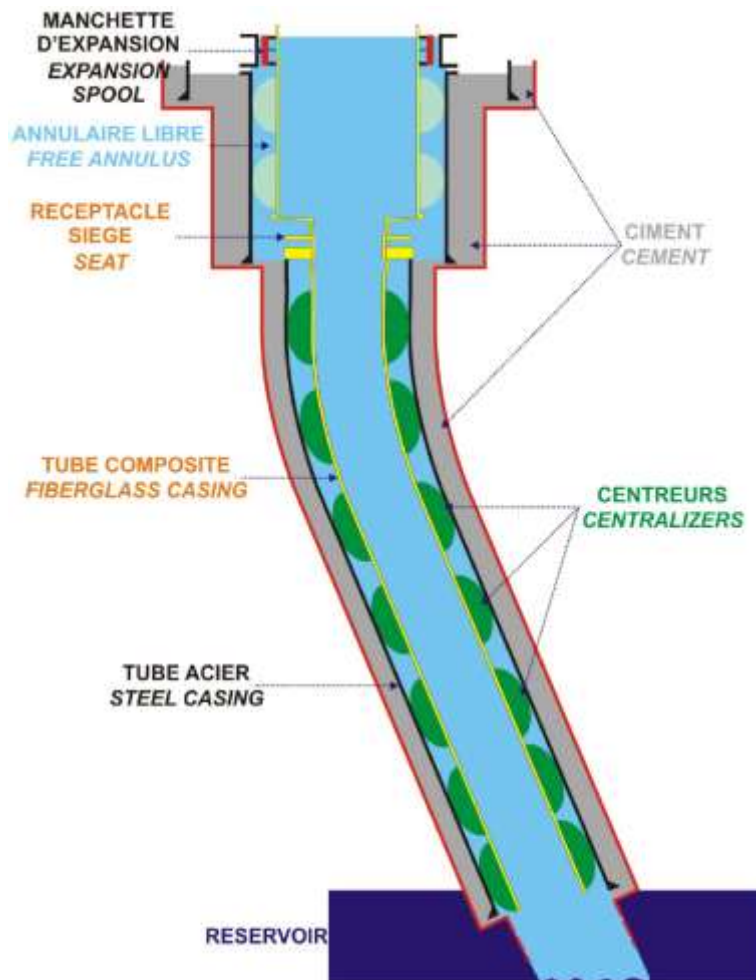 MANCHETTE
D'EXPANSION
EXPANSION
SPOOL
ANNULAIRE LIBRE
FREE ANNULUS
RECEPTACLE
SIEGE
SEAT
CIMENT
CEMENT
TUBE COMPOSITE
FIBERGLASS CASING
CENTREURS
CENTRALIZERS
TUBE ACIER
STEEL CASING
RESERVOIR